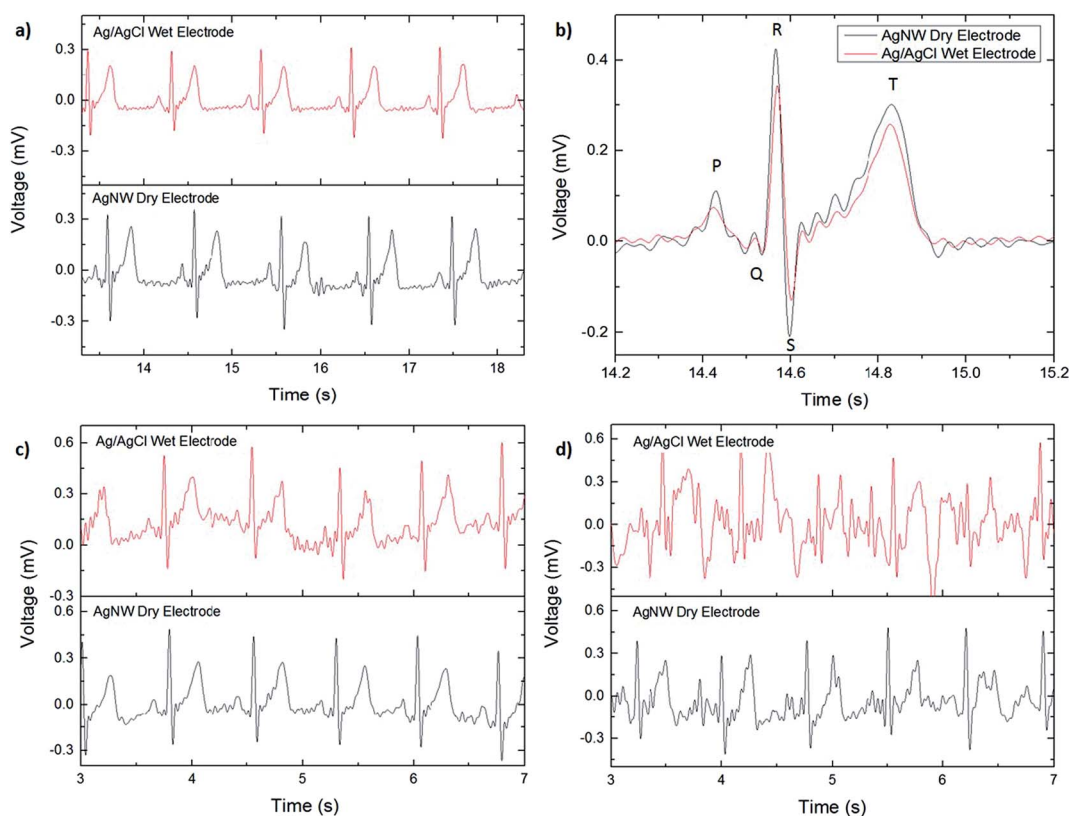 a)
Ag/AgCl Wet Electrode
0.3
0.0
-0.3
AgNW Dry Electrode
0.3
0.0
-0.3
Voltage (mV)
14 15 16 17 18
Time (s)
b)
AgNW Dry Electrode
Ag/AgCl Wet Electrode
P
Q
R
S
T
0.4
0.2
0.0
-0.2
Voltage (mV)
14.2 14.4 14.6 14.8 15.0 15.2
Time (s)
c)
Ag/AgCl Wet Electrode
0.6
0.3
0.0
AgNW Dry Electrode
0.6
0.3
0.0
-0.3
Voltage (mV)
3 4 5 6 7
Time (s)
d)
Ag/AgCl Wet Electrode
0.6
0.3
0.0
-0.3
AgNW Dry Electrode
0.6
0.3
0.0
-0.3
Voltage (mV)
3 4 5 6 7
Time (s)